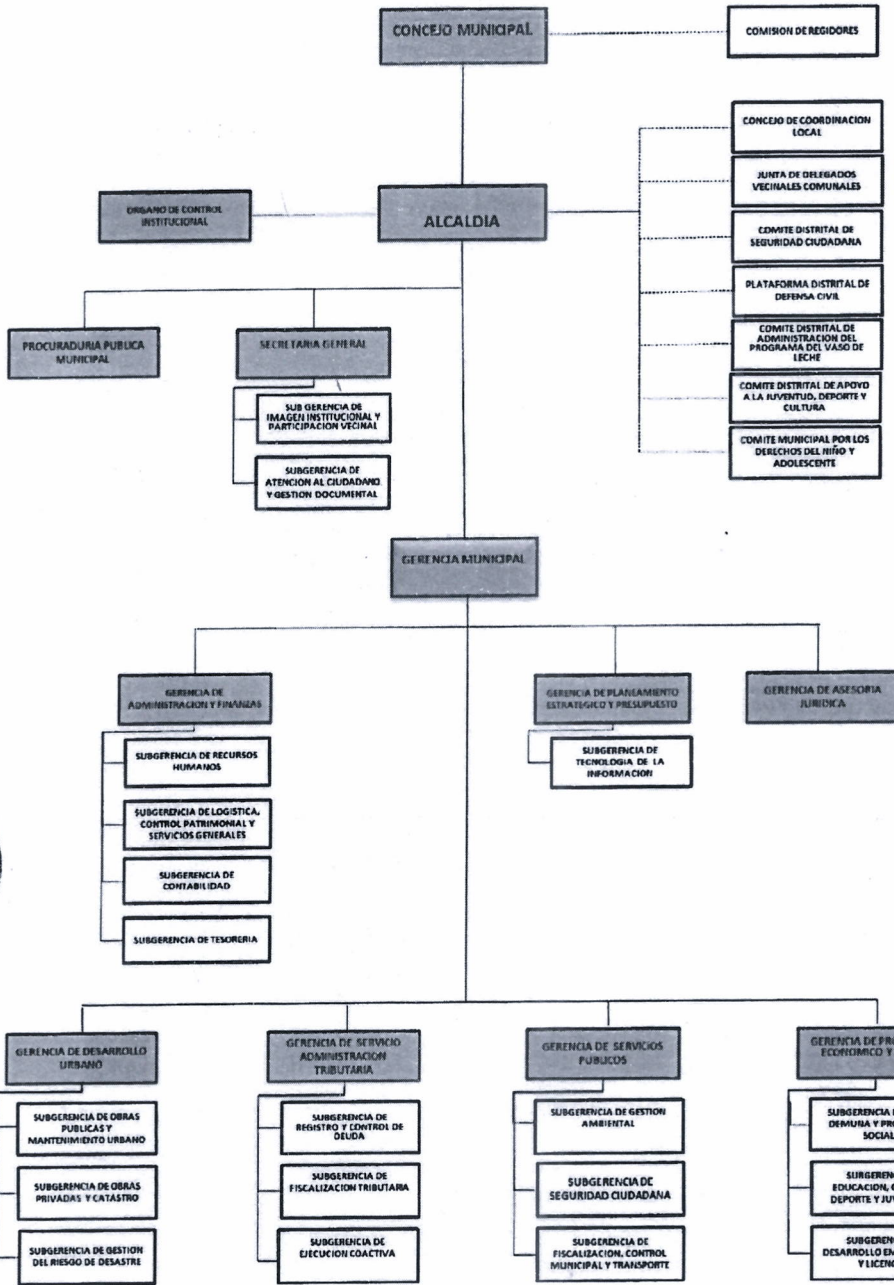 CONCEJO MUNICIPAL
COMISION DE REGIDORES
CONCEJO DE COORDINACION
LOCAL
JUNTA DE DELEGADOS
VECINALES COMUNALES
ORGANO DE CONTROL
INSTITUCIONAL
ALCALDIA
COMITE DISTRITAL DE
SEGURIDAD CIUDADANA
PLATAFORMA DISTRITAL DE
DEFENSA CIVIL
PROCURADURIA PUBLICA
MUNICIPAL
SECRETARIA GENERAL
COMITE DISTRITAL DE
ADMINISTRACION DEL
PROGRAMA DEL VASO DE
LECHE
SUB GERENCIA DE
IMAGEN INSTITUCIONAL Y
PARTICIPACION VECINAL
COMITE DISTRITAL DE APOYO
A LA JUVENTUD, DEPORTE Y
CULTURA
SUBGERENCIA DE
ATENCION AL CIUDADANO
Y GESTION DOCUMENTAL
COMITE MUNICIPAL POR LOS
DERECHOS DEL NIÑO Y
ADOLESCENTE
GERENCIA MUNICIPAL
GERENCIA DE
ADMINISTRACION Y FINANZAS
GERENCIA DE PLANEAMIENTO
ESTRATEGICO Y PRESUPUESTO
GERENCIA DE ASESORIA
JURIDICA
SUBGERENCIA DE RECURSOS
HUMANOS
SUBGERENCIA DE
TECNOLOGIA DE LA
INFORMACION
SUBGERENCIA DE LOGISTICA,
CONTROL PATRIMONIAL Y
SERVICIOS GENERALES
SUBGERENCIA DE
CONTABILIDAD
SUBGERENCIA DE TESORERIA
GERENCIA DE DESARROLLO
URBANO
GERENCIA DE SERVICIO
ADMINISTRACION
TRIBUTARIA
GERENCIA DE SERVICIOS
PUBLICOS
GERENCIA DE
ECONOMICO Y
SUBGERENCIA DE OBRAS
PUBLICAS Y
MANTENIMIENTO URBANO
SUBGERENCIA DE
REGISTRO Y CONTROL DE
DEUDA
SUBGERENCIA DE GESTION
AMBIENTAL
SUBGERENCIA
DEMUNA Y
SOCIAL
SUBGERENCIA DE OBRAS
PRIVADAS Y CATASTRO
SUBGERENCIA DE
FISCALIZACION TRIBUTARIA
SUBGERENCIA DE
SEGURIDAD CIUDADANA
EDUCACION,
DEPORTE Y
SUBGERENCIA DE GESTION
DEL RIESGO DE DESASTRE
SUBGERENCIA DE
EJECUCION COACTIVA
SUBGERENCIA DE
FISCALIZACION, CONTROL
MUNICIPAL Y TRANSPORTE
DESARROLLO
Y